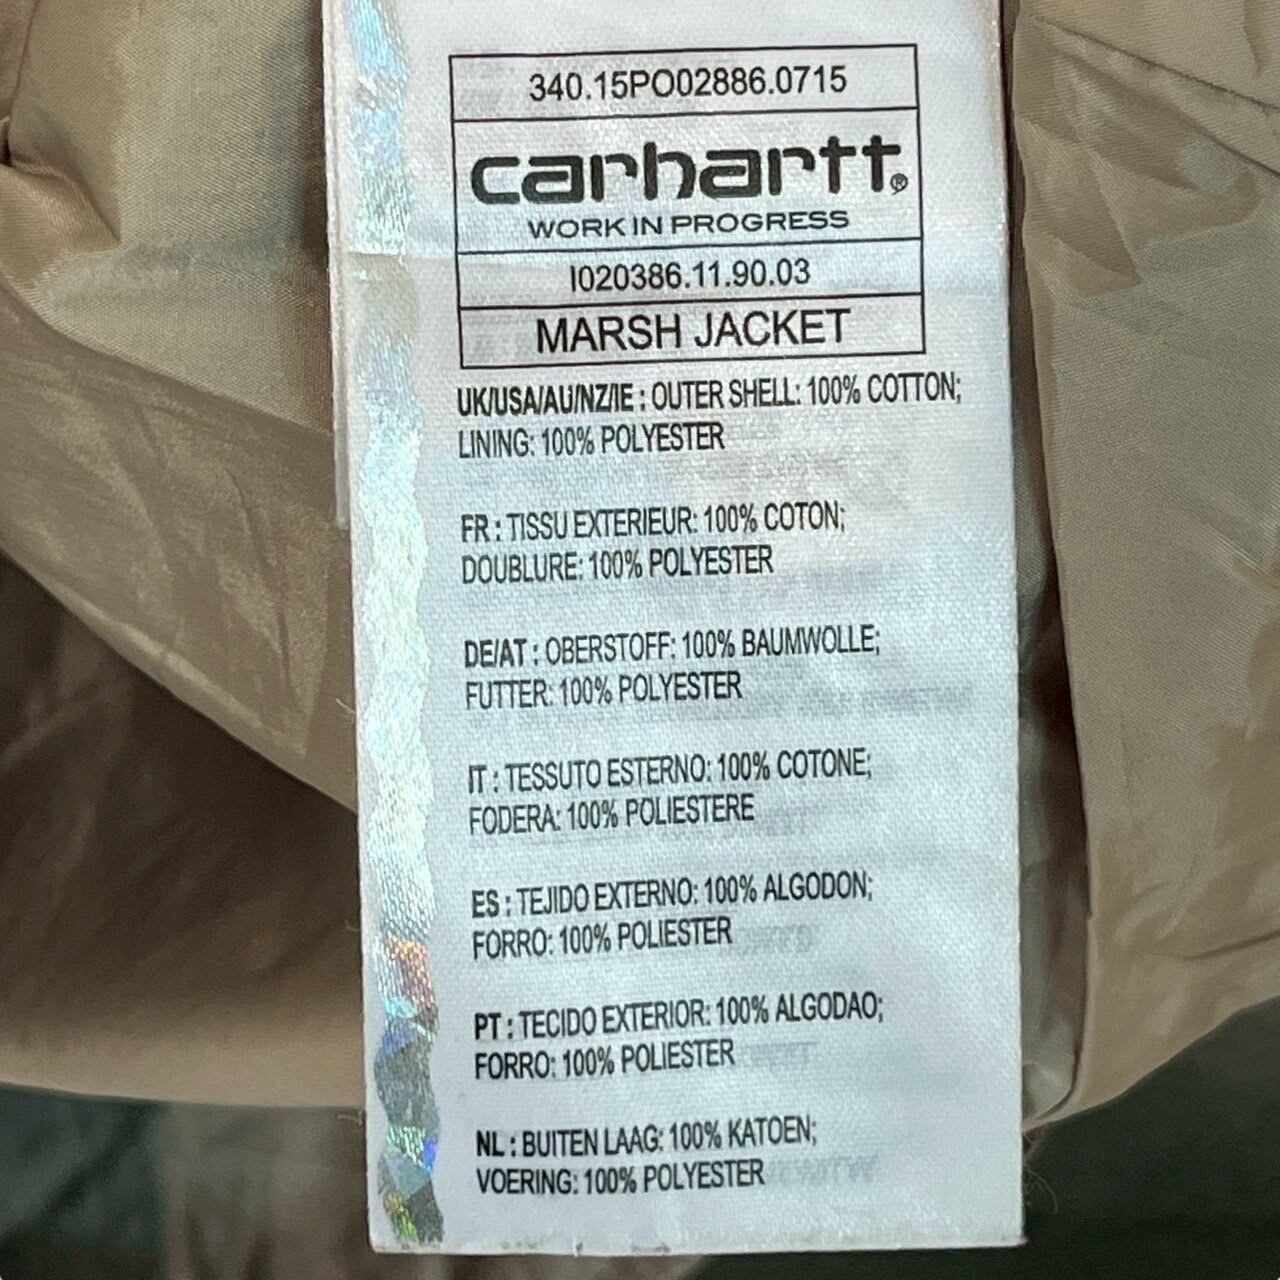 340.15PO02886.0715
carhartt®
WORK IN PROGRESS
I020386.11.90.03
MARSH JACKET
UK/USA/AU/NZ/IE : OUTER SHELL: 100% COTTON;
LINING: 100% POLYESTER
FR : TISSU EXTERIEUR: 100% COTON;
DOUBLURE: 100% POLYESTER
DE/AT : OBERSTOFF: 100% BAUMWOLLE;
FUTTER: 100% POLYESTER
IT : TESSUTO ESTERNO: 100% COTONE;
FODERA: 100% POLIESTERE
ES : TEJIDO EXTERNO: 100% ALGODON;
FORRO: 100% POLIESTER
PT : TECIDO EXTERIOR: 100% ALGODAO;
FORRO: 100% POLIESTER
NL : BUITEN LAAG: 100% KATOEN;
VOERING: 100% POLYESTER